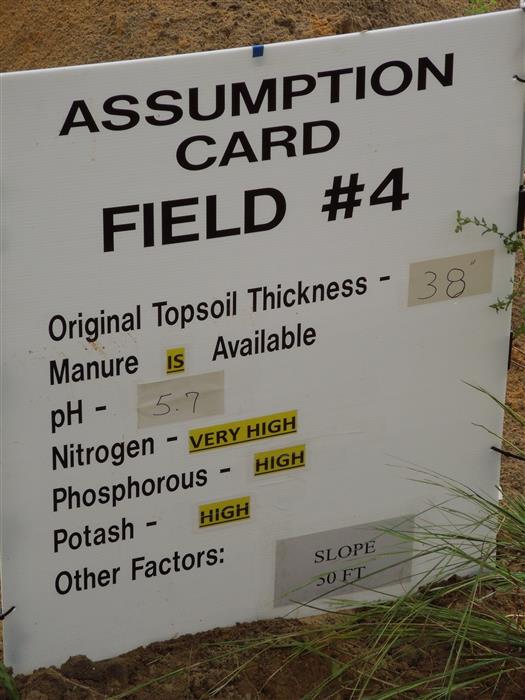 ASSUMPTION
CARD
FIELD #4
Original Topsoil Thickness - 38"
Manure IS Available
pH - 5.7
Nitrogen - VERY HIGH
Phosphorous - HIGH
Potash - HIGH
Other Factors: SLOPE
50 FT